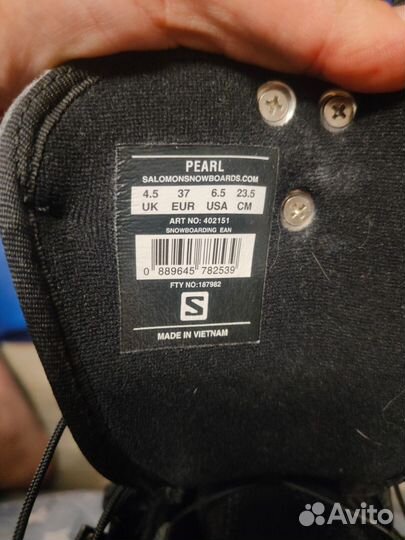 PEARL
SALOMONSNOWBOARDS.COM
4.5 37 6.5 23.5
UK EUR USA CM
ART NO: 402151
SNOWBOARDING EAN
0 889645 782539
FTY NO:187982
S
MADE IN VIETNAM
Avito